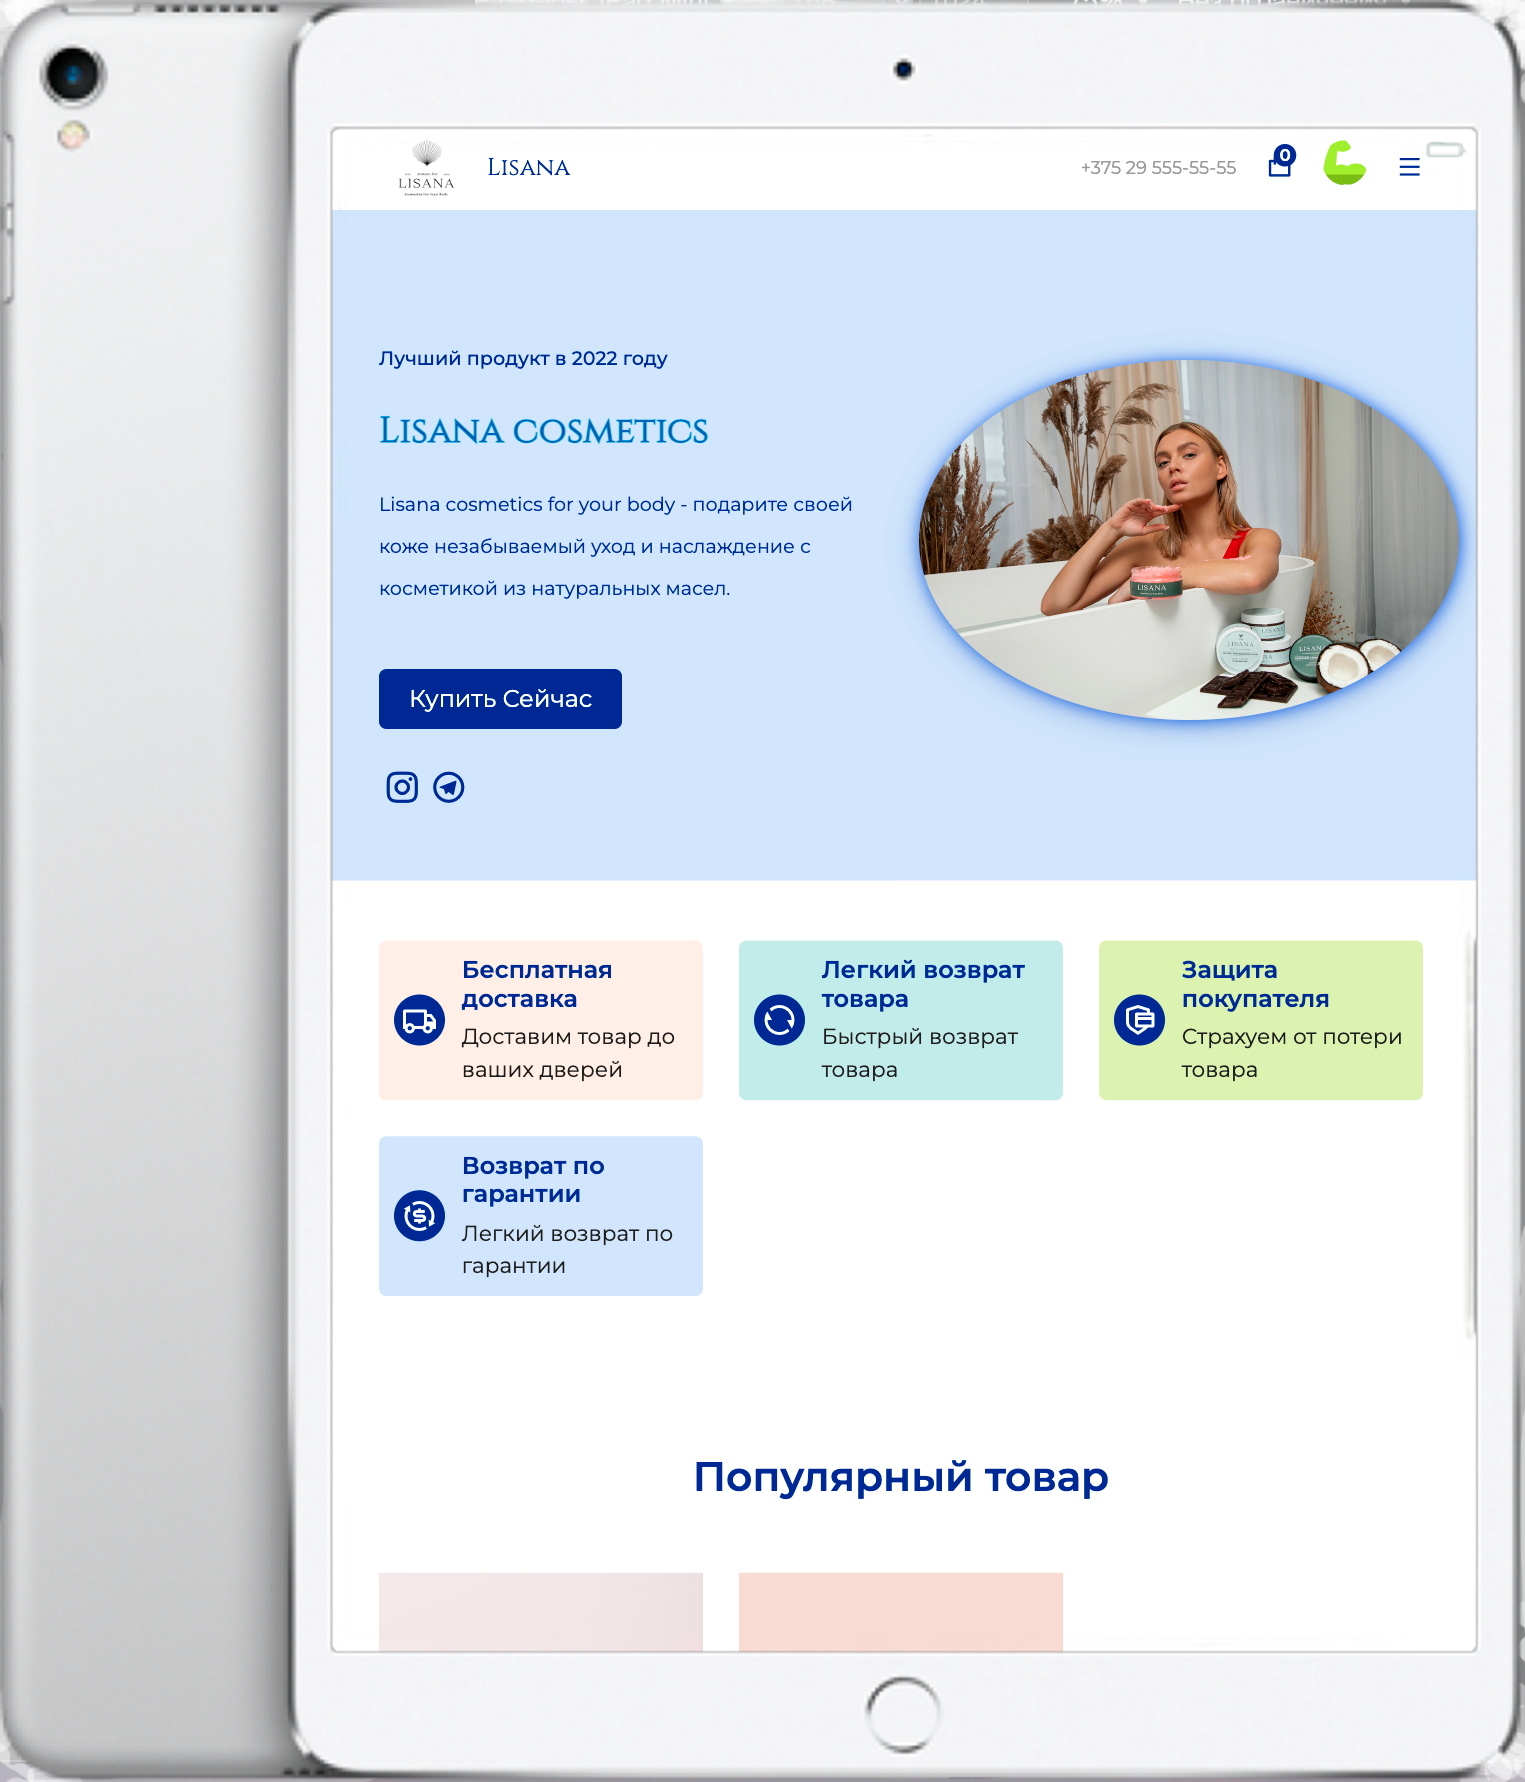 LISANA
Lisana
+375 29 555-55-55
0
Лучший продукт в 2022 году
Lisana cosmetics
Lisana cosmetics for your body - подарите своей
коже незабываемый уход и наслаждение с
косметикой из натуральных масел.
LISANA
LISANA
LISANA
Купить Сейчас
Бесплатная
доставка
Доставим товар до
ваших дверей
Легкий возврат
товара
Быстрый возврат
товара
Защита
покупателя
Страхуем от потери
товара
Возврат по
гарантии
Легкий возврат по
гарантии
Популярный товар